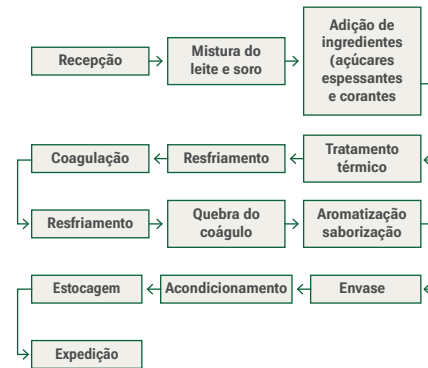 Recepção
Mistura do
leite e soro
Adição de
ingredientes
(açúcares
espessantes
e corantes
Tratamento
térmico
Resfriamento
Coagulação
Resfriamento
Quebra do
coágulo
Aromatização
saborização
Envase
Acondicionamento
Estocagem
Expedição